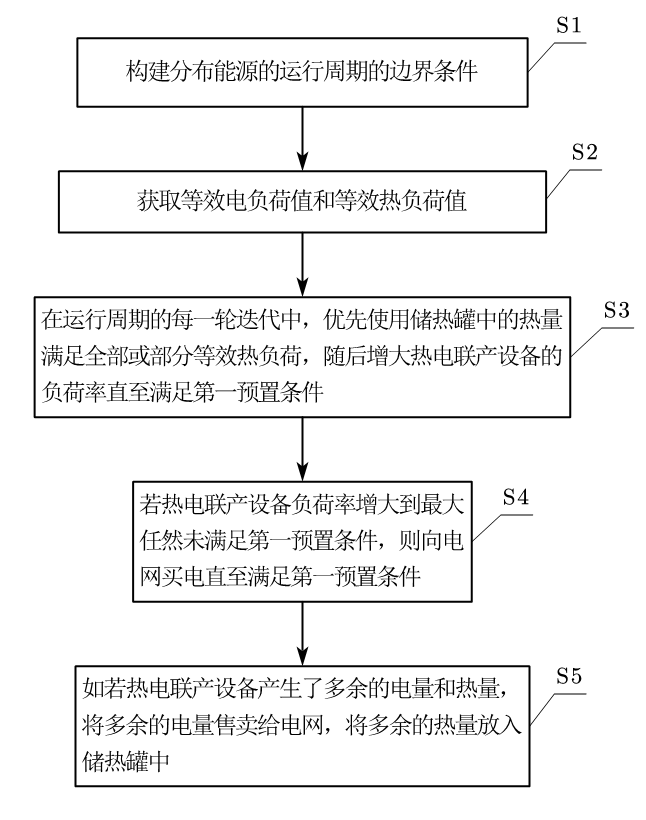 S1
构建分布能源的运行周期的边界条件
S2
获取等效电负荷值和等效热负荷值
S3
在运行周期的每一轮迭代中，优先使用储热罐中的热量
满足全部或部分等效热负荷，随后增大热电联产设备的
负荷率直至满足第一预置条件
S4
若热电联产设备负荷率增大到最大
任然未满足第一预置条件，则向电
网买电直至满足第一预置条件
S5
如若热电联产设备产生了多余的电量和热量，
将多余的电量售卖给电网，将多余的热量放入
储热罐中